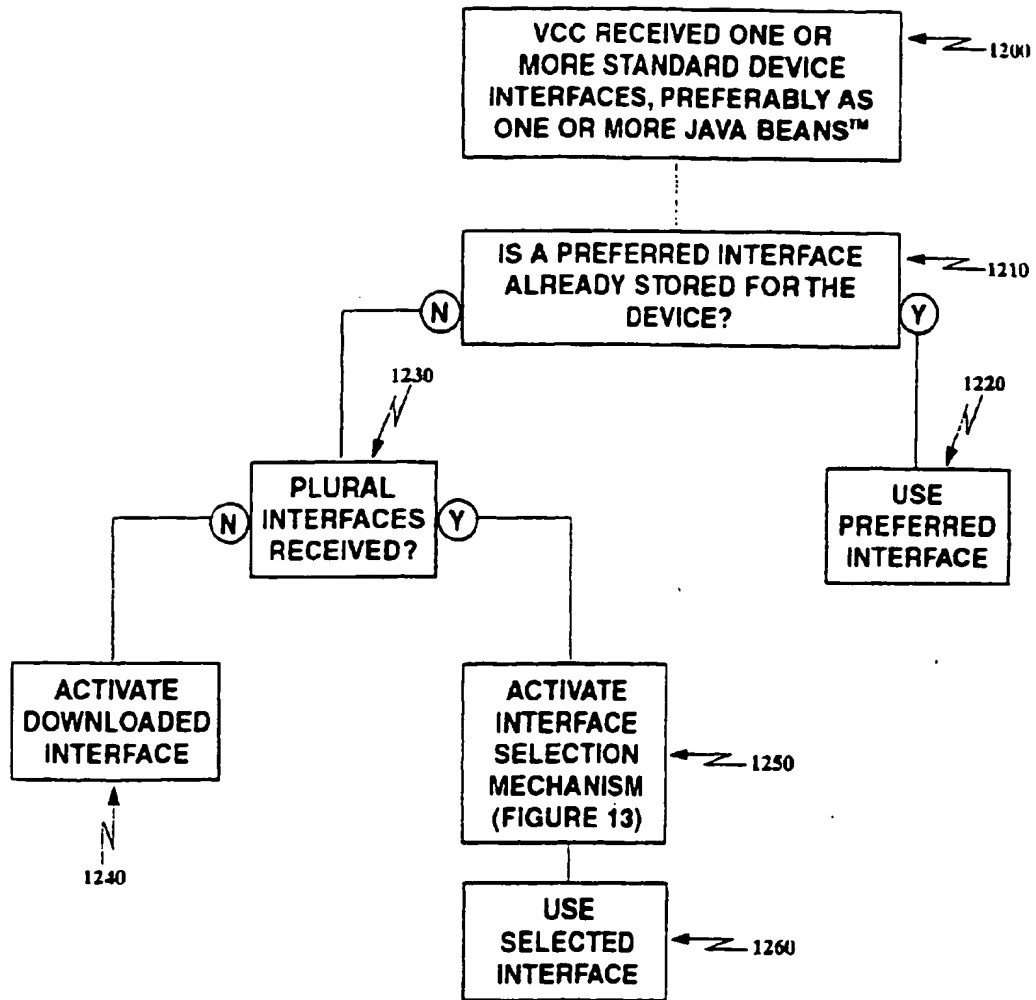 VCC RECEIVED ONE OR
MORE STANDARD DEVICE
INTERFACES, PREFERABLY AS
ONE OR MORE JAVA BEANS™
1200
IS A PREFERRED INTERFACE
ALREADY STORED FOR THE
DEVICE?
1210
N
Y
1230
1220
PLURAL
INTERFACES
RECEIVED?
N
Y
USE
PREFERRED
INTERFACE
ACTIVATE
DOWNLOADED
INTERFACE
1240
ACTIVATE
INTERFACE
SELECTION
MECHANISM
(FIGURE 13)
1250
USE
SELECTED
INTERFACE
1260